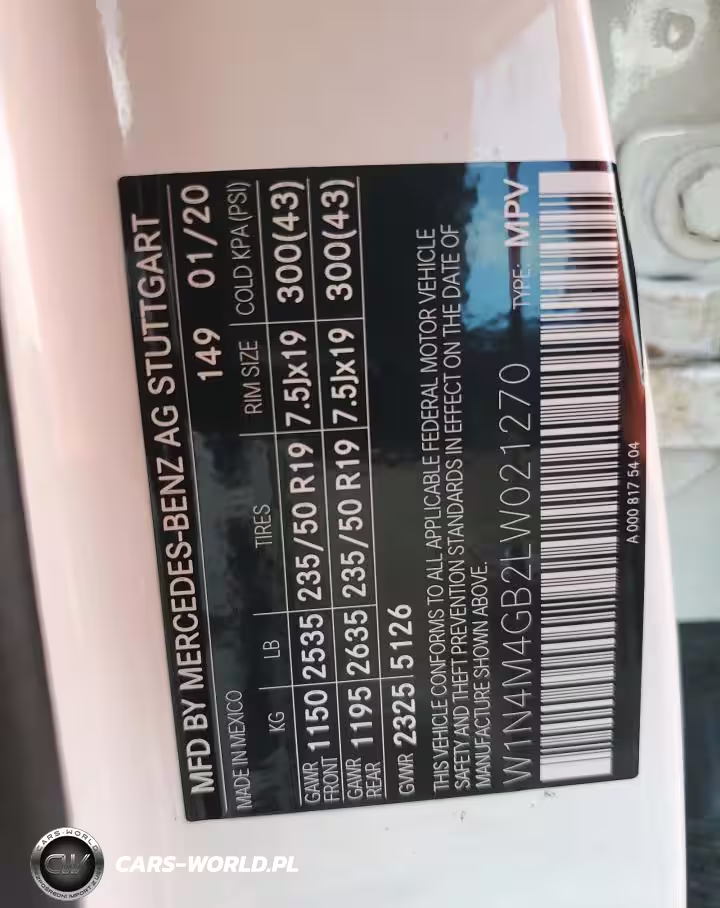 MFD BY MERCEDES-BENZ AG STUTTGART
MADE IN MEXICO 149 01/20
KG LB TIRES RIM SIZE COLD KPA(PSI)
GAWR FRONT 1150 2535 235/50 R19 7.5Jx19 300(43)
GAWR REAR 1195 2635 235/50 R19 7.5Jx19 300(43)
GVWR 2325 5126
THIS VEHICLE CONFORMS TO ALL APPLICABLE FEDERAL MOTOR VEHICLE
SAFETY AND THEFT PREVENTION STANDARDS IN EFFECT ON THE DATE OF
MANUFACTURE SHOWN ABOVE.
W1N4M4GB2LW021270 TYPE: MPV
A 000 817 54 04
CARS-WORLD
CW
CARS-WORLD.PL